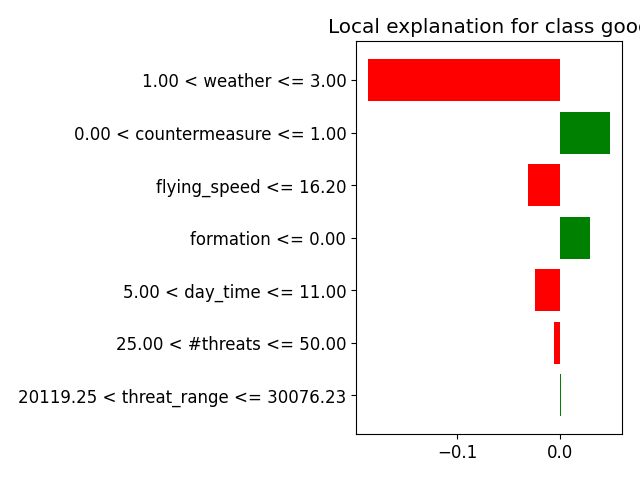 Local explanation for class goo
1.00 < weather <= 3.00
0.00 < countermeasure <= 1.00
flying_speed <= 16.20
formation <= 0.00
5.00 < day_time <= 11.00
25.00 < #threats <= 50.00
20119.25 < threat_range <= 30076.23
−0.1 0.0